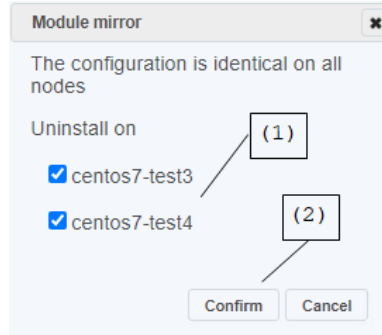 Module mirror
The configuration is identical on all
nodes
Uninstall on
(1)
centos7-test3
centos7-test4
(2)
Confirm Cancel